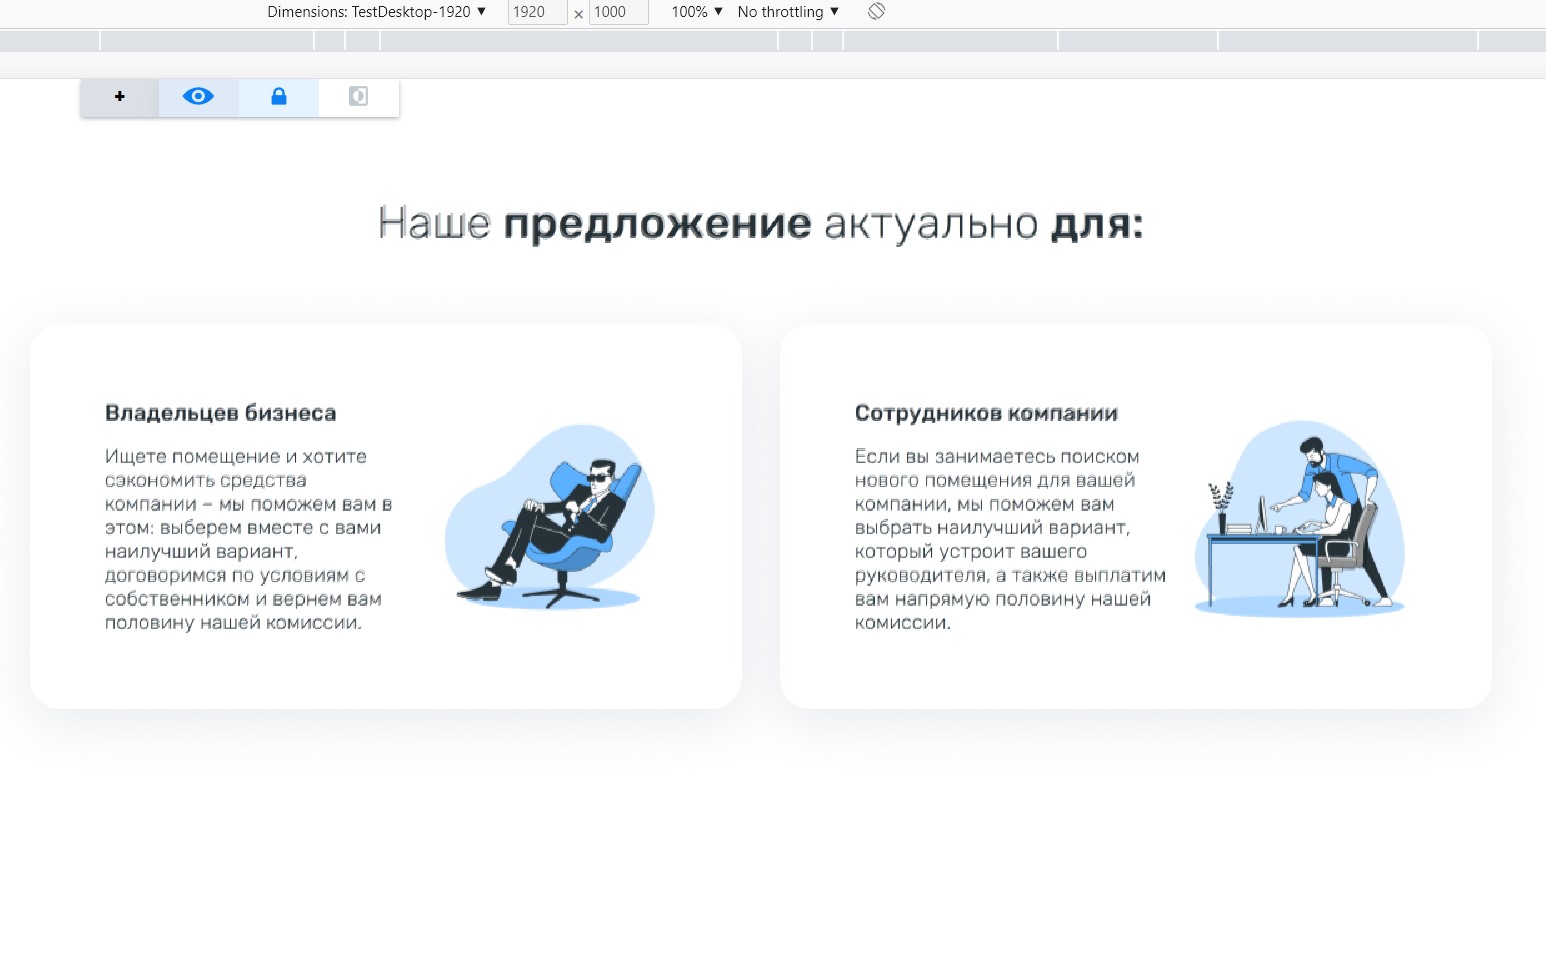 Dimensions: TestDesktop-1920 ▼ 1920 × 1000 100% ▼ No throttling ▼
+
Наше предложение актуально для:
Владельцев бизнеса
Ищете помещение и хотите
сэкономить средства
компании – мы поможем вам в
этом: выберем вместе с вами
наилучший вариант,
договоримся по условиям с
собственником и вернем вам
половину нашей комиссии.
Сотрудников компании
Если вы занимаетесь поиском
нового помещения для вашей
компании, мы поможем вам
выбрать наилучший вариант,
который устроит вашего
руководителя, а также выплатим
вам напрямую половину нашей
комиссии.